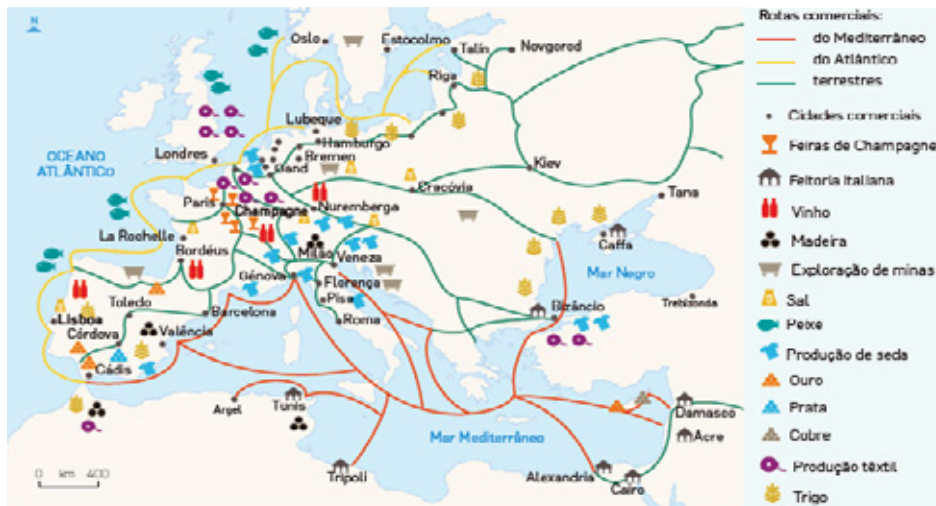 N
Oslo
Estocolmo
Talín
Novgorod
Riga
Lubeque
Hamburgo
Bremen
Londres
Gand
OCEANO
ATLÂNTICO
Kiev
Cracóvia
Tana
Paris
Champagne
Nuremberga
La Rochelle
Caffa
Bordéus
Milão
Veneza
Mar Negro
Génova
Florença
Toledo
Pisa
Bizâncio
Trebizonda
Lisboa
Barcelona
Roma
Córdova
Valência
Cádis
Argel
Tunis
Damasco
Mar Mediterrâneo
Acre
0 km 400
Tripoli
Alexandria
Cairo
Rotas comerciais:
do Mediterrâneo
do Atlântico
terrestres
Cidades comerciais
Feiras de Champagne
Feitoria Italiana
Vinho
Madeira
Exploração de minas
Sal
Peixe
Produção de seda
Ouro
Prata
Cobre
Produção têxtil
Trigo